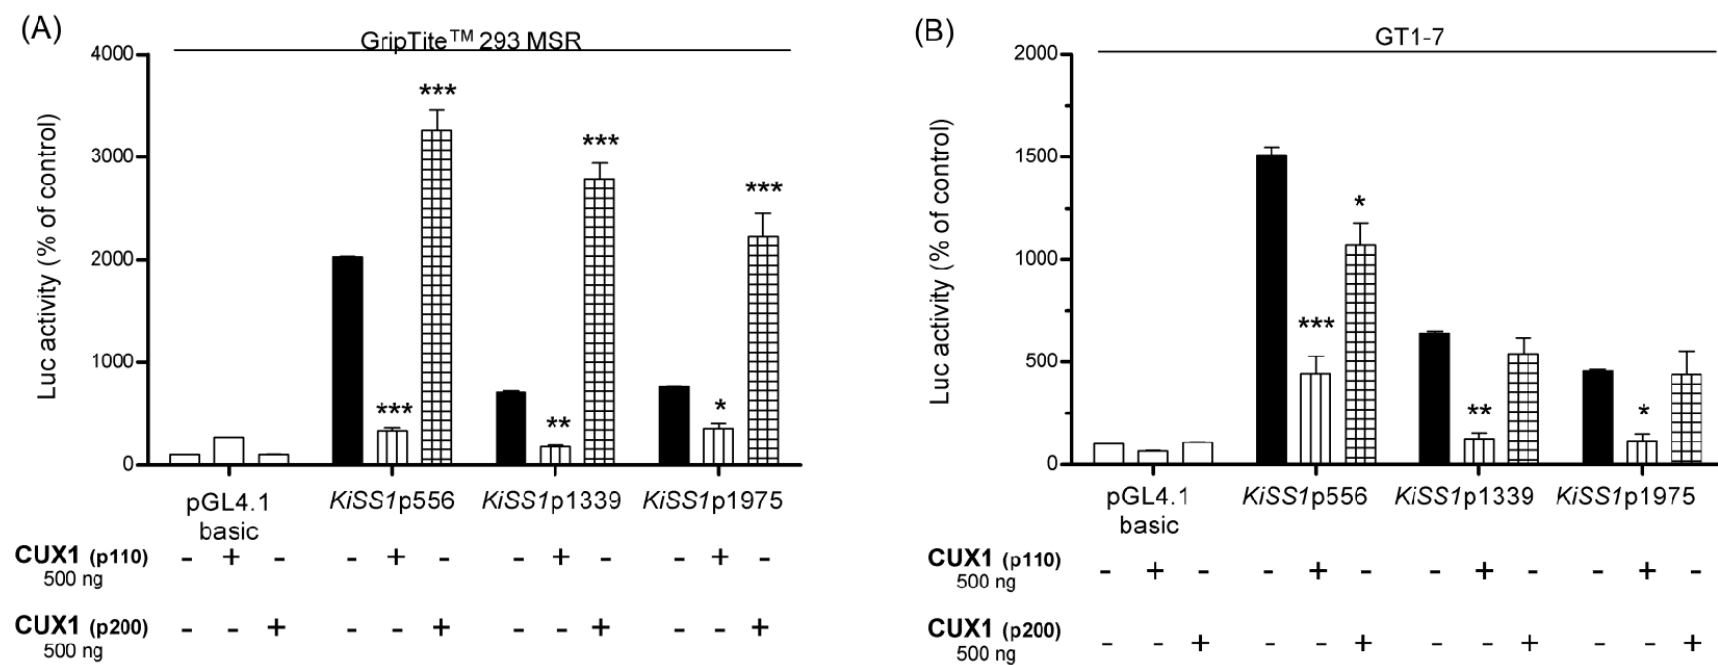 (A)
GripTite™ 293 MSR
Luc activity (% of control)
4000
3000
2000
1000
0
***
***
***
***
**
*
pGL4.1
basic
KiSS1p556
KiSS1p1339
KiSS1p1975
CUX1 (p110) - + - - + - - + - - + -
500 ng
CUX1 (p200) - - + - - + - - + - - +
500 ng
(B)
GT1-7
Luc activity (% of control)
2000
1500
1000
500
0
***
*
**
*
pGL4.1
basic
KiSS1p556
KiSS1p1339
KiSS1p1975
CUX1 (p110) - + - - + - - + - - + -
500 ng
CUX1 (p200) - - + - - + - - + - - +
500 ng